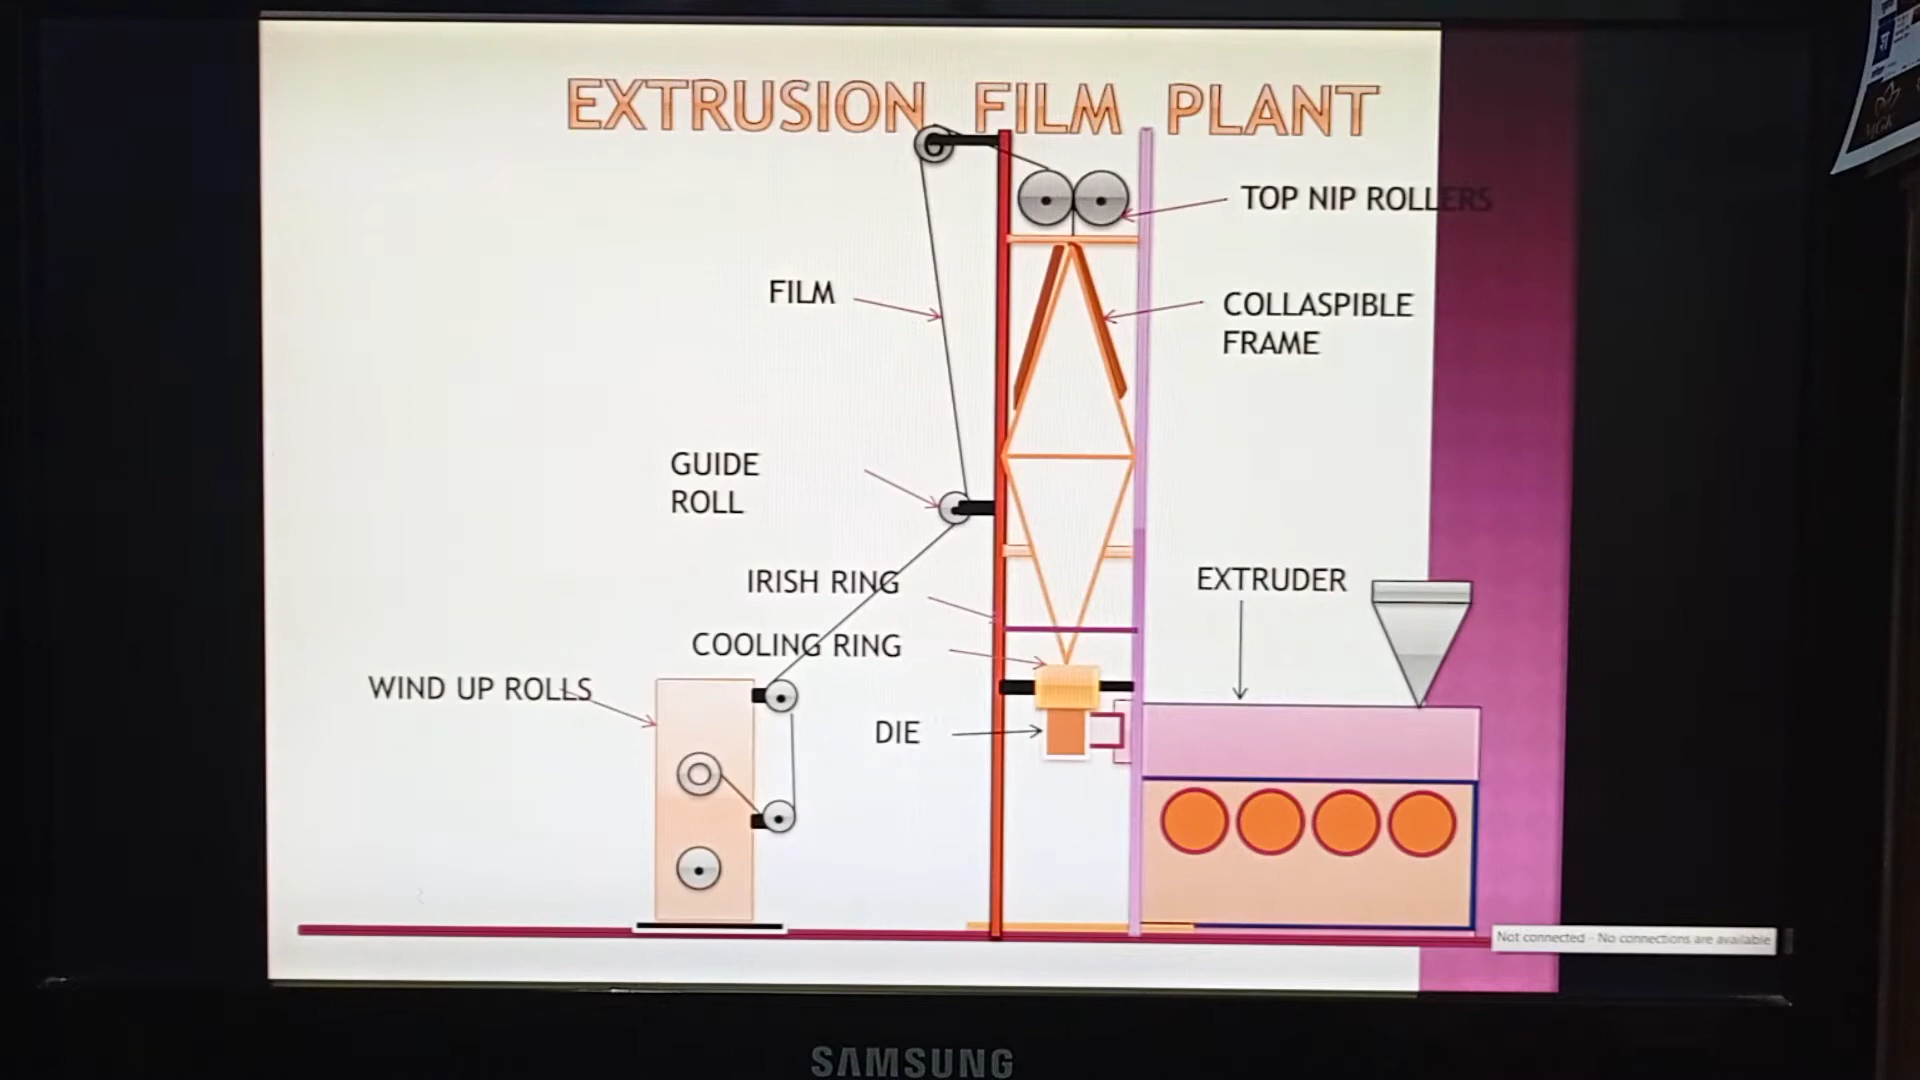 EXTRUSION FILM PLANT
TOP NIP ROLLERS
FILM
COLLASPIBLE
FRAME
GUIDE
ROLL
IRISH RING
EXTRUDER
COOLING RING
WIND UP ROLLS
DIE
Not connected - No connections are available
SAMSUNG
MGK